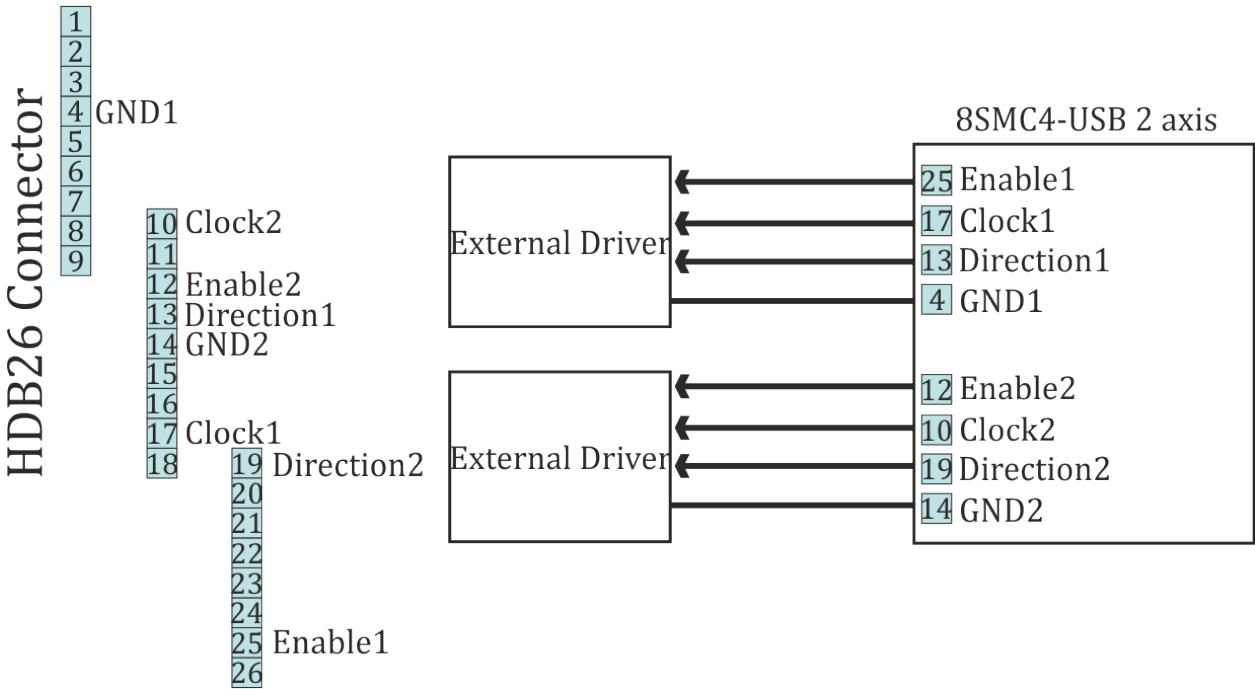 HDB26 Connector
1
2
3
4 GND1
5
6
7
8
9
10 Clock2
11
12 Enable2
13 Direction1
14 GND2
15
16
17 Clock1
18
19 Direction2
20
21
22
23
24
25 Enable1
26
External Driver
External Driver
8SMC4-USB 2 axis
25 Enable1
17 Clock1
13 Direction1
4 GND1
12 Enable2
10 Clock2
19 Direction2
14 GND2